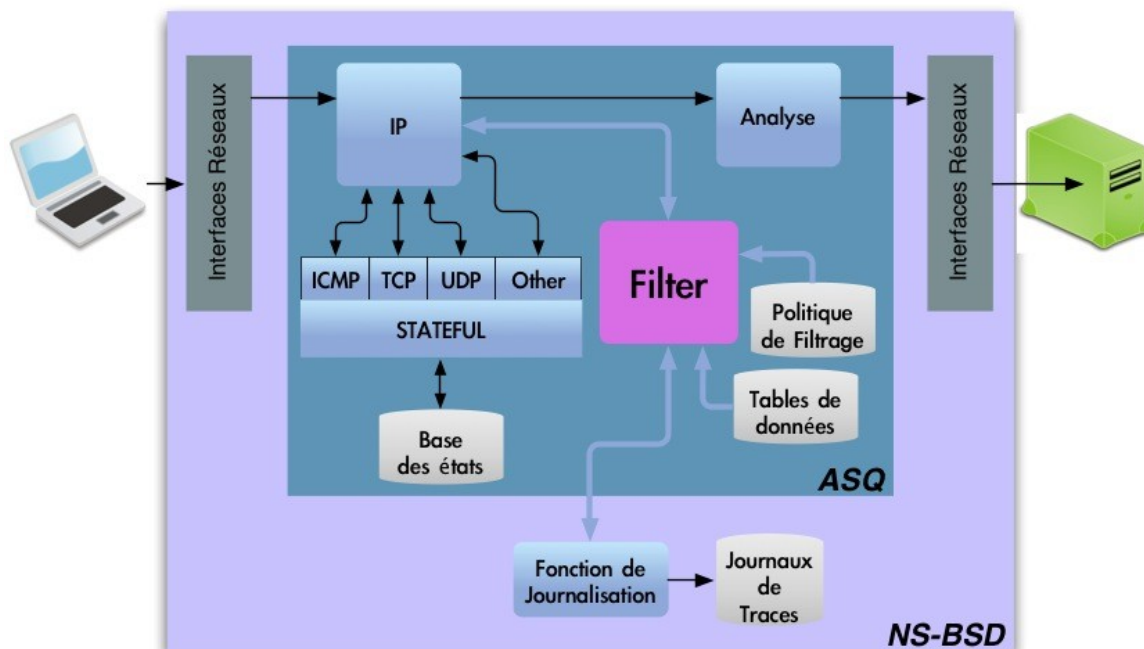 Interfaces Réseaux
IP
Analyse
Interfaces Réseaux
ICMP
TCP
UDP
Other
STATEFUL
Filter
Politique
de Filtrage
Tables de
données
Base
des états
ASQ
Fonction de
Journalisation
Journaux
de
Traces
NS-BSD